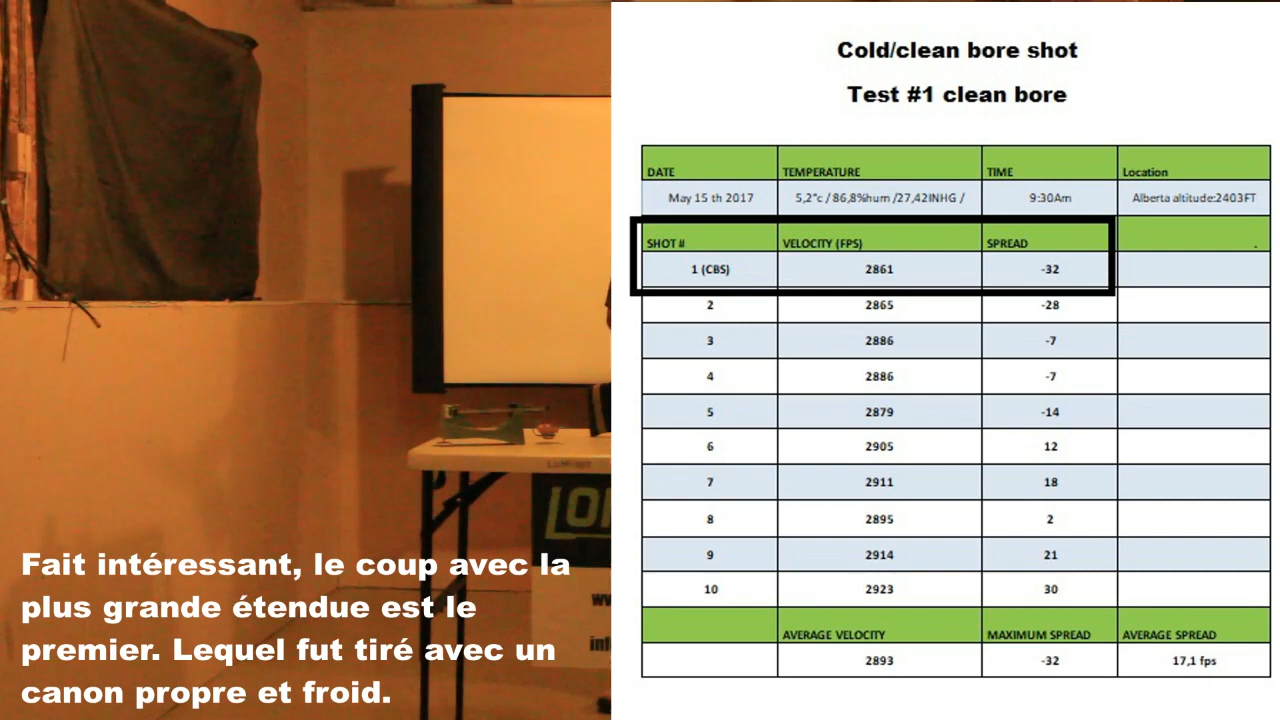 Cold/clean bore shot
Test #1 clean bore
DATE TEMPERATURE TIME Location
May 15 th 2017 5,2°c / 86,8%hum /27,42INHG / 9:30Am Alberta altitude:2403FT
SHOT # VELOCITY (FPS) SPREAD .
1 (CBS) 2861 -32
2 2865 -28
3 2886 -7
4 2886 -7
5 2879 -14
6 2905 12
7 2911 18
8 2895 2
9 2914 21
10 2923 30
AVERAGE VELOCITY MAXIMUM SPREAD AVERAGE SPREAD
2893 -32 17,1 fps
Fait intéressant, le coup avec la
plus grande étendue est le
premier. Lequel fut tiré avec un
canon propre et froid.